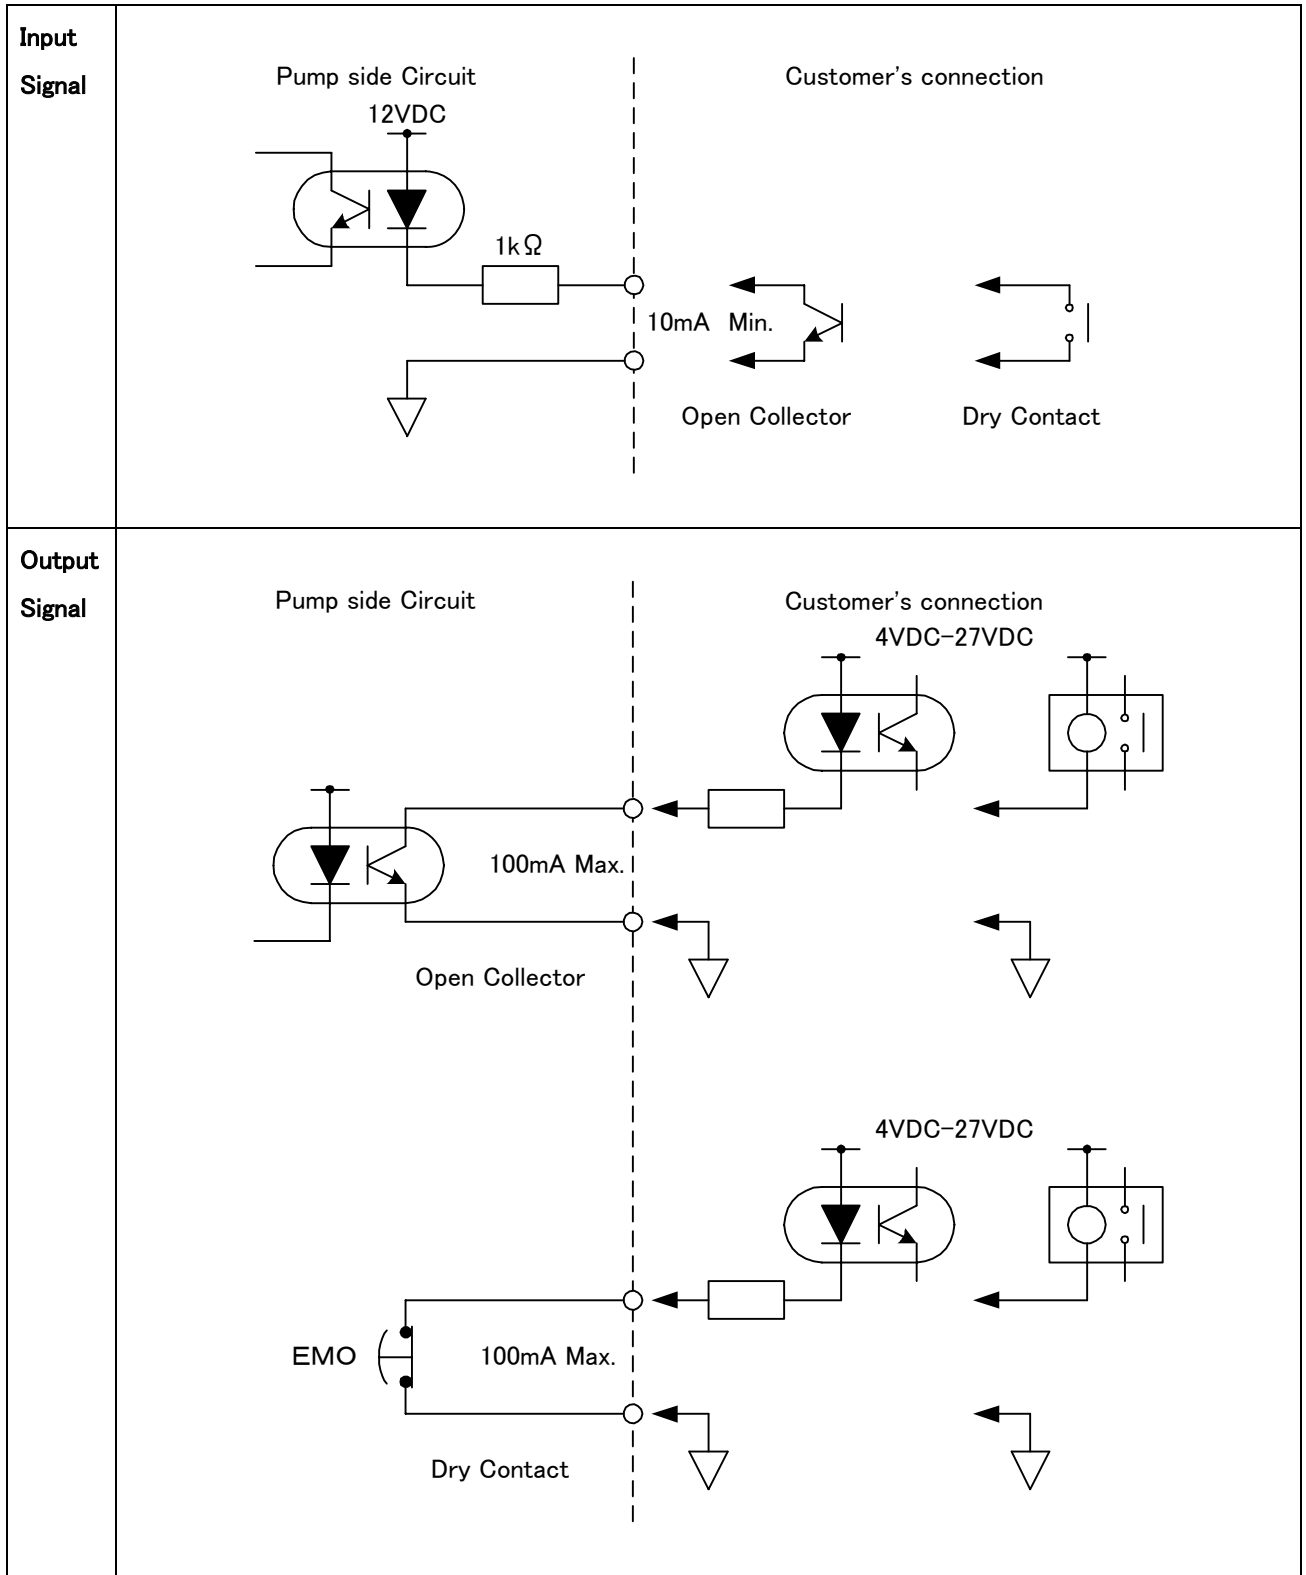 Input
Signal
Pump side Circuit
Customer's connection
12VDC
1kΩ
10mA Min.
Open Collector
Dry Contact
Output
Signal
Pump side Circuit
Customer's connection
4VDC-27VDC
100mA Max.
Open Collector
4VDC-27VDC
EMO
100mA Max.
Dry Contact